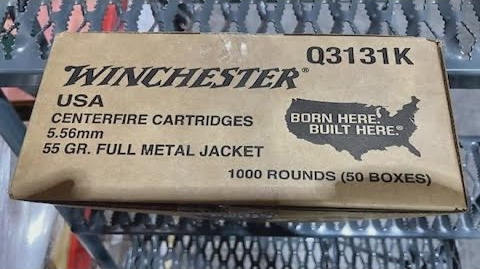 Q3131K
WINCHESTER®
USA
CENTERFIRE CARTRIDGES
5.56mm
55 GR. FULL METAL JACKET
BORN HERE.
BUILT HERE.®
1000 ROUNDS (50 BOXES)
WINCHESTER